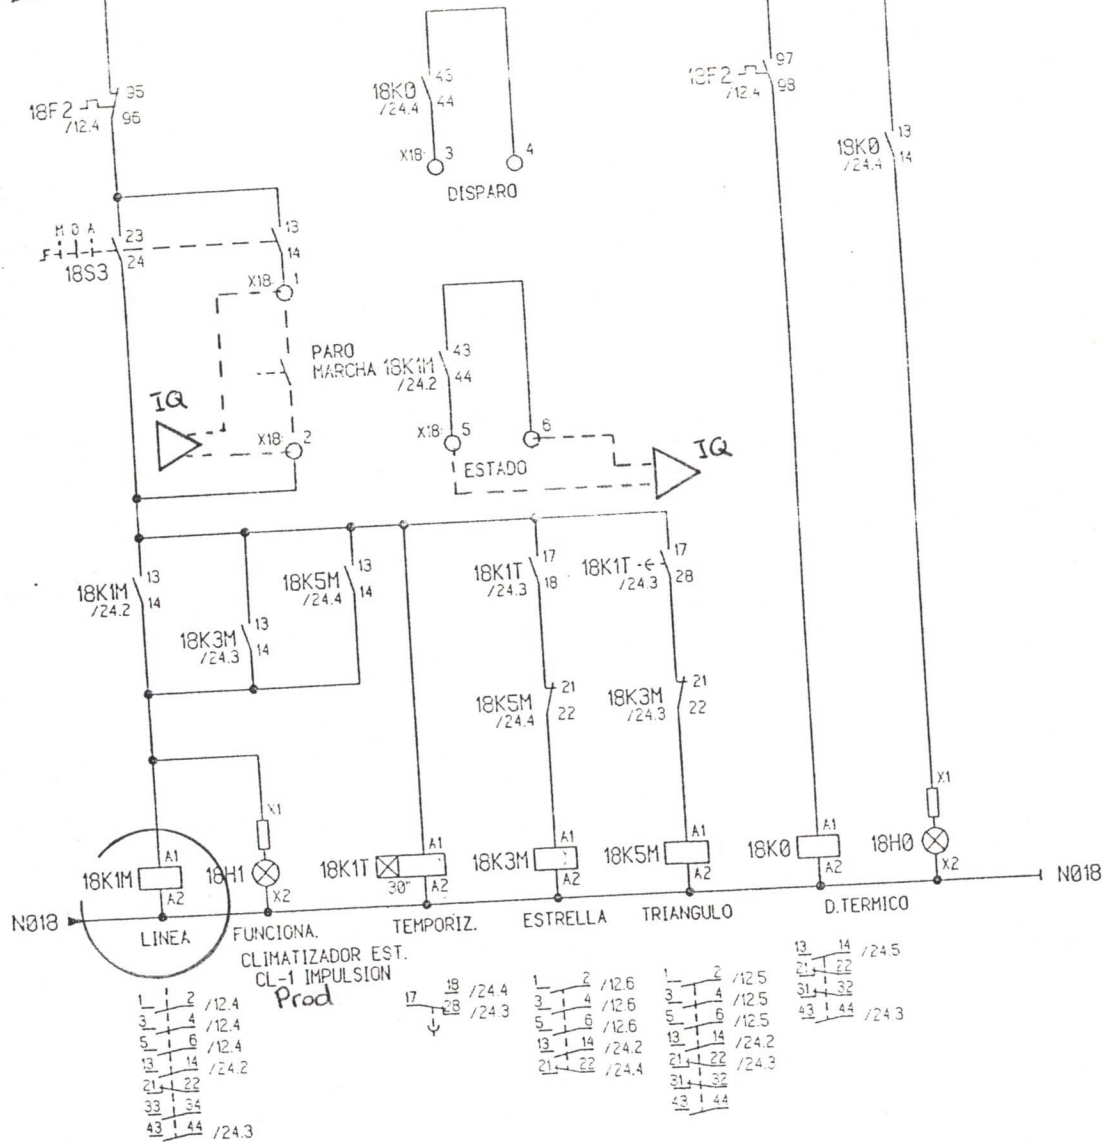 95
18F2
/12.4
96
43
18K0
/24.4
44
X18: 3
4
DISPARO
97
18F2
/12.4
98
13
18K0
/24.4
14
M 0 A
23
24
18S3
13
14
X18: 1
PARO
MARCHA
IQ
X18: 2
43
18K1M
/24.2
44
X18: 5
6
ESTADO
IQ
13
18K1M
/24.2
14
13
18K3M
/24.3
14
13
18K5M
/24.4
14
17
18K1T
/24.3
18
17
18K1T
/24.3
28
21
18K5M
/24.4
22
21
18K3M
/24.3
22
X1
X1
A1
18K1M
A2
18H1
X2
A1
18K1T
30"
A2
A1
18K3M
A2
A1
18K5M
A2
A1
18K0
A2
18H0
X2
N018
N018
LINEA
FUNCIONA.
TEMPORIZ.
ESTRELLA
TRIANGULO
D.TERMICO
CLIMATIZADOR EST.
CL-1 IMPULSION
Prod
1 2 /12.4
3 4 /12.4
5 6 /12.4
13 14 /24.2
21 22
33 34
43 44 /24.3
18 /24.4
17 28 /24.3
1 2 /12.6
3 4 /12.6
5 6 /12.6
13 14 /24.2
21 22 /24.4
1 2 /12.5
3 4 /12.5
5 6 /12.5
13 14 /24.2
21 22 /24.3
31 32
43 44
13 14 /24.5
21 22
31 32
43 44 /24.3